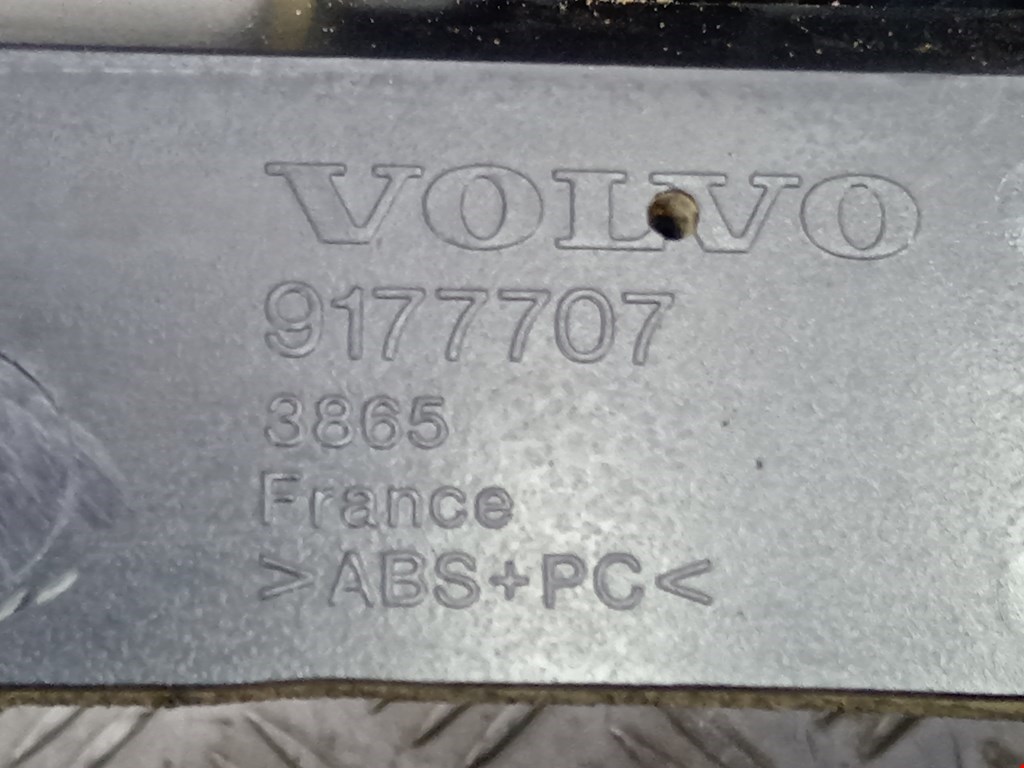 VOLVO
9177707
3865
France
>ABS+PC<